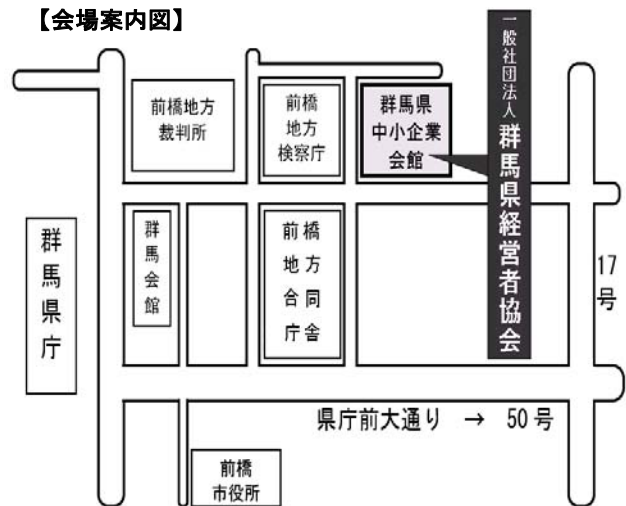 【会場案内図】
前橋地方
裁判所
前橋
地方
検察庁
群馬県
中小企業
会館
一般社団法人 群馬県経営者協会
群馬県庁
群馬会館
前橋
地方
合同
庁舎
17
号
県庁前大通り → 50号
前橋
市役所